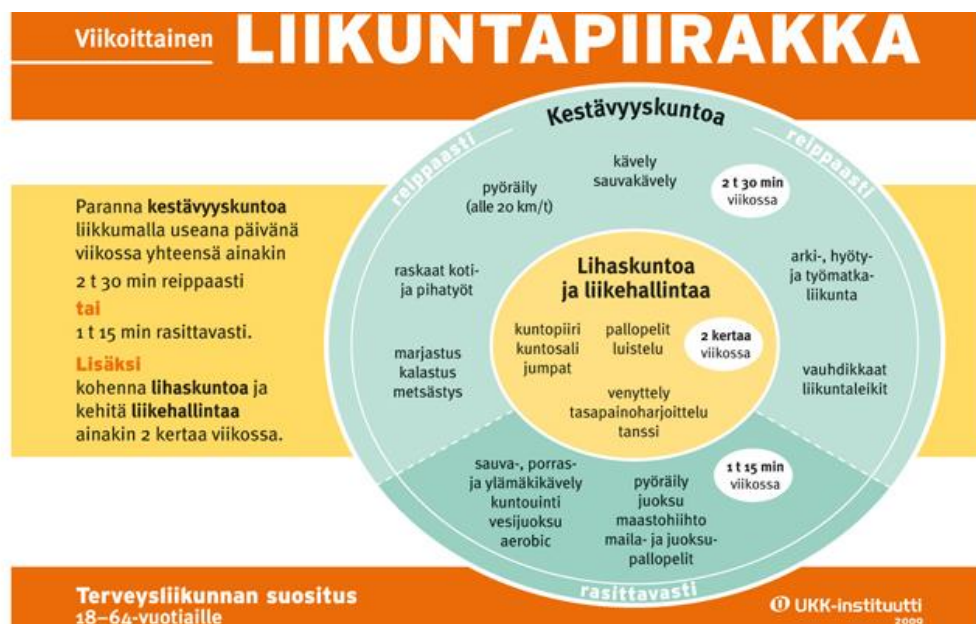 Viikoittainen LIIKUNTAPIIRAKKA
Paranna kestävyyskuntoa
liikkumalla useana päivänä
viikossa yhteensä ainakin
2 t 30 min reippaasti
tai
1 t 15 min rasittavasti.
Lisäksi
kohenna lihaskuntoa ja
kehitä liikehallintaa
ainakin 2 kertaa viikossa.
Kestävyyskuntoa
reippaasti
reippaasti
kävely
sauvakävely
2 t 30 min
viikossa
pyöräily
(alle 20 km/t)
raskaat koti-
ja pihatyöt
arki-, hyöty-
ja työmatka-
liikunta
marjastus
kalastus
metsästys
vauhdikkaat
liikuntaleikit
Lihaskuntoa
ja liikehallintaa
kuntopiiri
kuntosali
jumpat
pallopelit
luistelu
2 kertaa
viikossa
venyttely
tasapainoharjoittelu
tanssi
sauva-, porras-
ja ylämäkikävely
kuntouinti
vesijuoksu
aerobic
pyöräily
juoksu
maastohiihto
maila- ja juoksu-
pallopelit
1 t 15 min
viikossa
rasittavasti
Terveysliikunnan suositus
18–64-vuotiaille
UKK-instituutti
2009